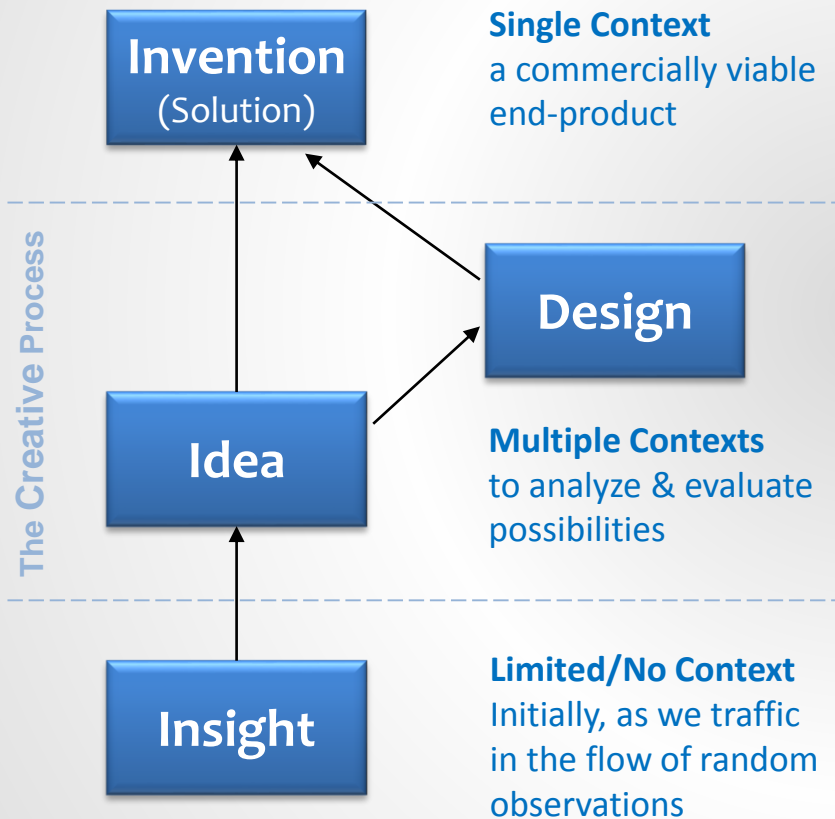 Invention
(Solution)
Single Context
a commercially viable
end-product
The Creative Process
Design
Idea
Multiple Contexts
to analyze & evaluate
possibilities
Insight
Limited/No Context
Initially, as we traffic
in the flow of random
observations